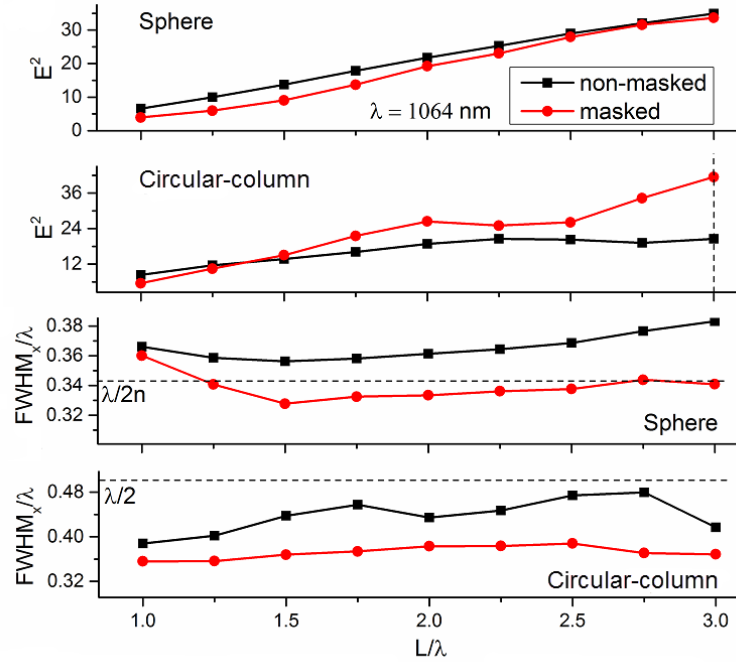 Sphere
30
20
10
0
E²
λ = 1064 nm
non-masked
masked
Circular-column
36
24
12
E²
0.38
0.36
0.34
0.32
FWHMₓ/λ
λ/2n
Sphere
λ/2
0.48
0.40
0.32
FWHMₓ/λ
Circular-column
1.0 1.5 2.0 2.5 3.0
L/λ